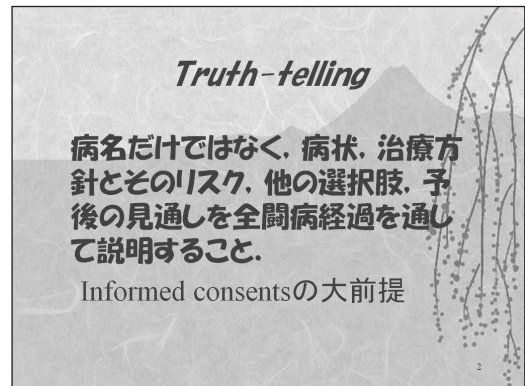 Truth-telling
病名だけではなく, 病状, 治療方
針とそのリスク, 他の選択肢, 予
後の見通しを全闘病経過を通し
て説明すること.
Informed consentsの大前提
2